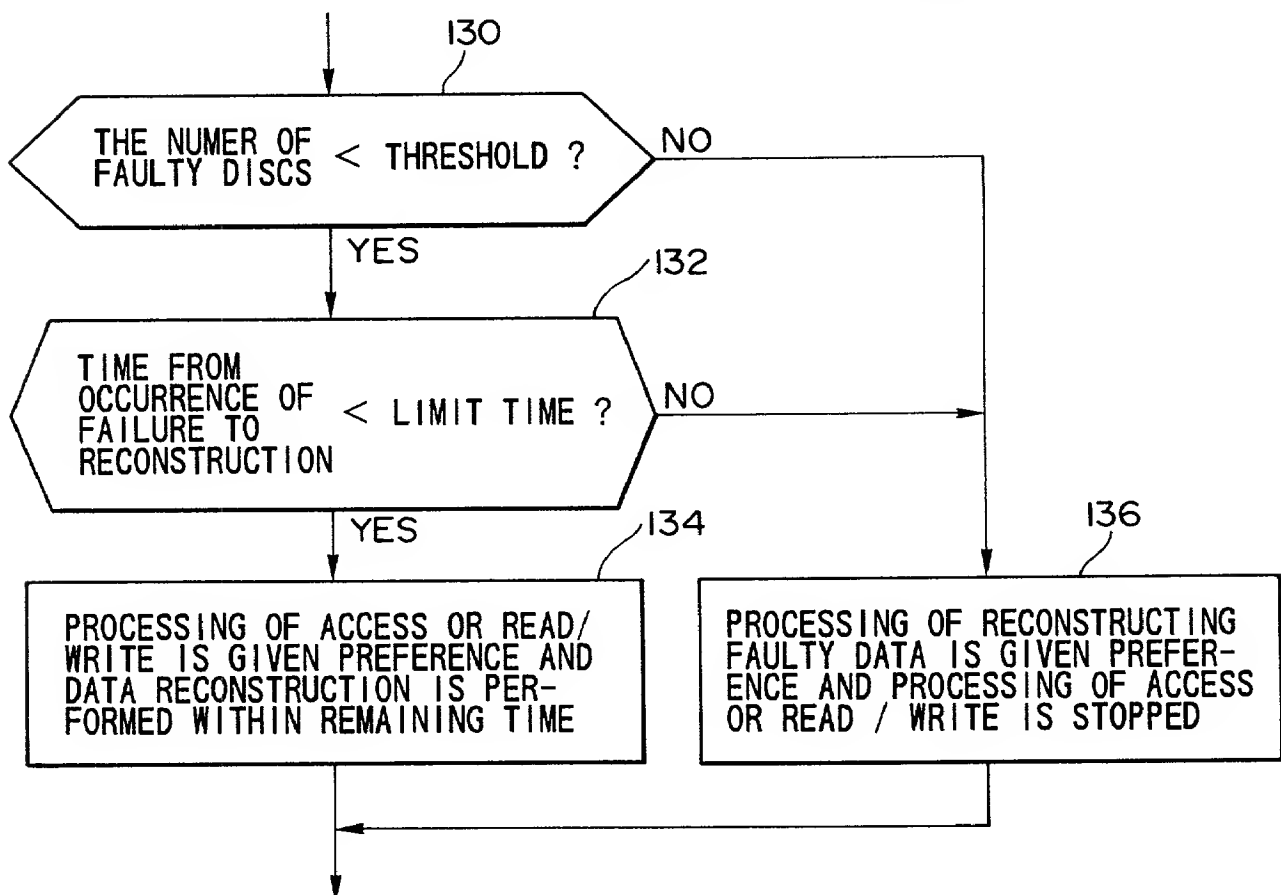 130
THE NUMER OF
FAULTY DISCS < THRESHOLD ?
NO
YES
132
TIME FROM
OCCURRENCE OF
FAILURE TO
RECONSTRUCTION
< LIMIT TIME ?
NO
YES
134
PROCESSING OF ACCESS OR READ/
WRITE IS GIVEN PREFERENCE AND
DATA RECONSTRUCTION IS PER-
FORMED WITHIN REMAINING TIME
136
PROCESSING OF RECONSTRUCTING
FAULTY DATA IS GIVEN PREFER-
ENCE AND PROCESSING OF ACCESS
OR READ / WRITE IS STOPPED